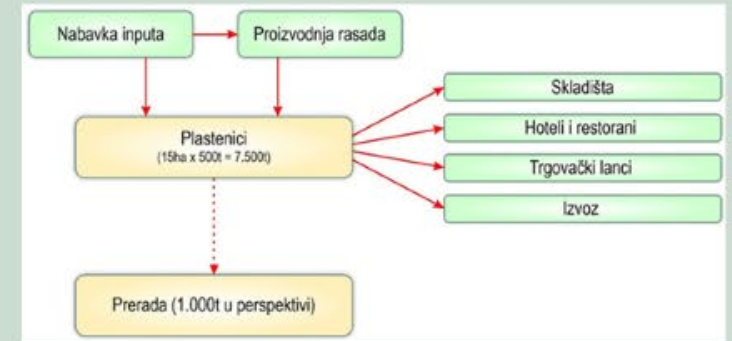 Nabavka inputa
Proizvodnja rasada
Plastenici
(15ha x 500t = 7.500t)
Skladišta
Hoteli i restorani
Trgovački lanci
Izvoz
Prerada (1.000t u perspektivi)